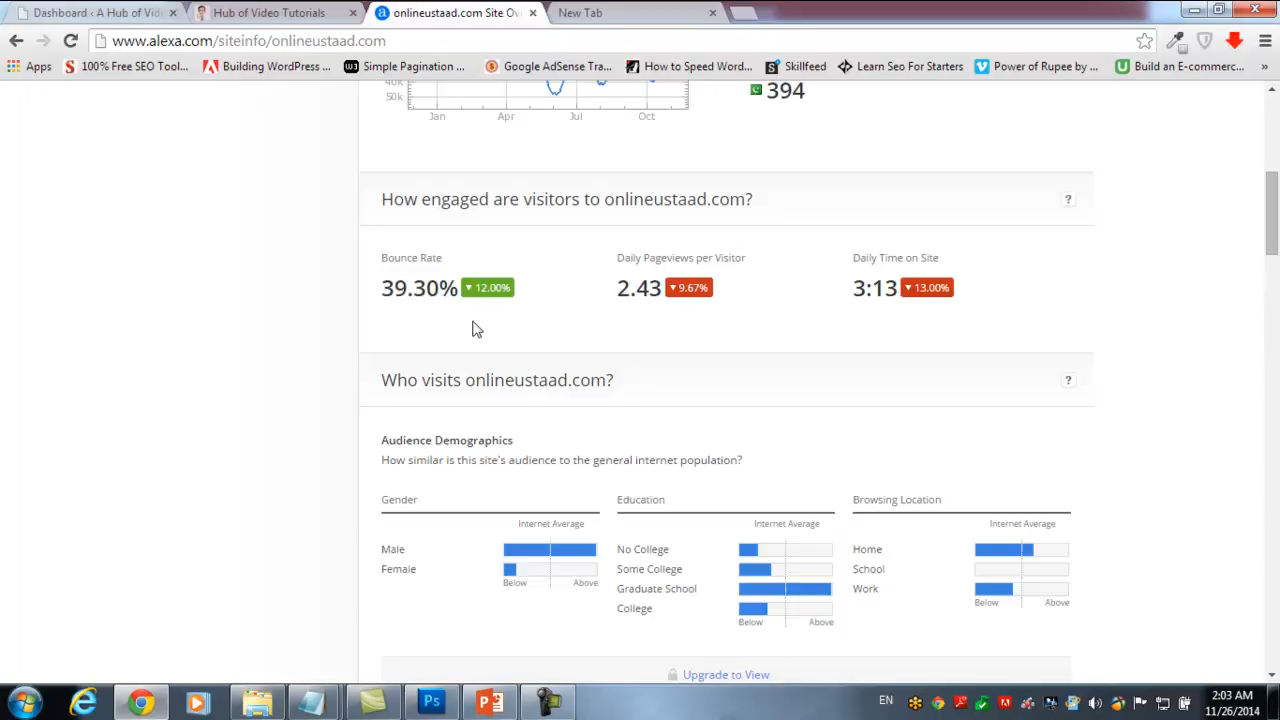 Dashboard ‹ A Hub of Vide
Hub of Video Tutorials
onlineustaad.com Site Ov
New Tab
www.alexa.com/siteinfo/onlineustaad.com
Apps
100% Free SEO Tool...
Building WordPress ...
Simple Pagination ...
Google AdSense Tra...
How to Speed Wor...
Skillfeed
Learn Seo For Starters
Power of Rupee by ...
Build an E-commerc...
»
40k
50k
Jan Apr Jul Oct
394
How engaged are visitors to onlineustaad.com?
?
Bounce Rate
39.30% 12.00%
Daily Pageviews per Visitor
2.43 9.67%
Daily Time on Site
3:13 13.00%
Who visits onlineustaad.com?
?
Audience Demographics
How similar is this site's audience to the general internet population?
Gender
Internet Average
Male
Female
Below Above
Education
Internet Average
No College
Some College
Graduate School
College
Below Above
Browsing Location
Internet Average
Home
School
Work
Below Above
Upgrade to View
Ps
EN
2:03 AM
11/26/2014